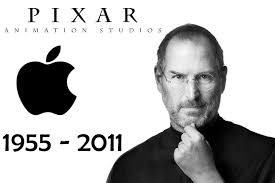 PIXAR
ANIMATION STUDIOS
1955 - 2011